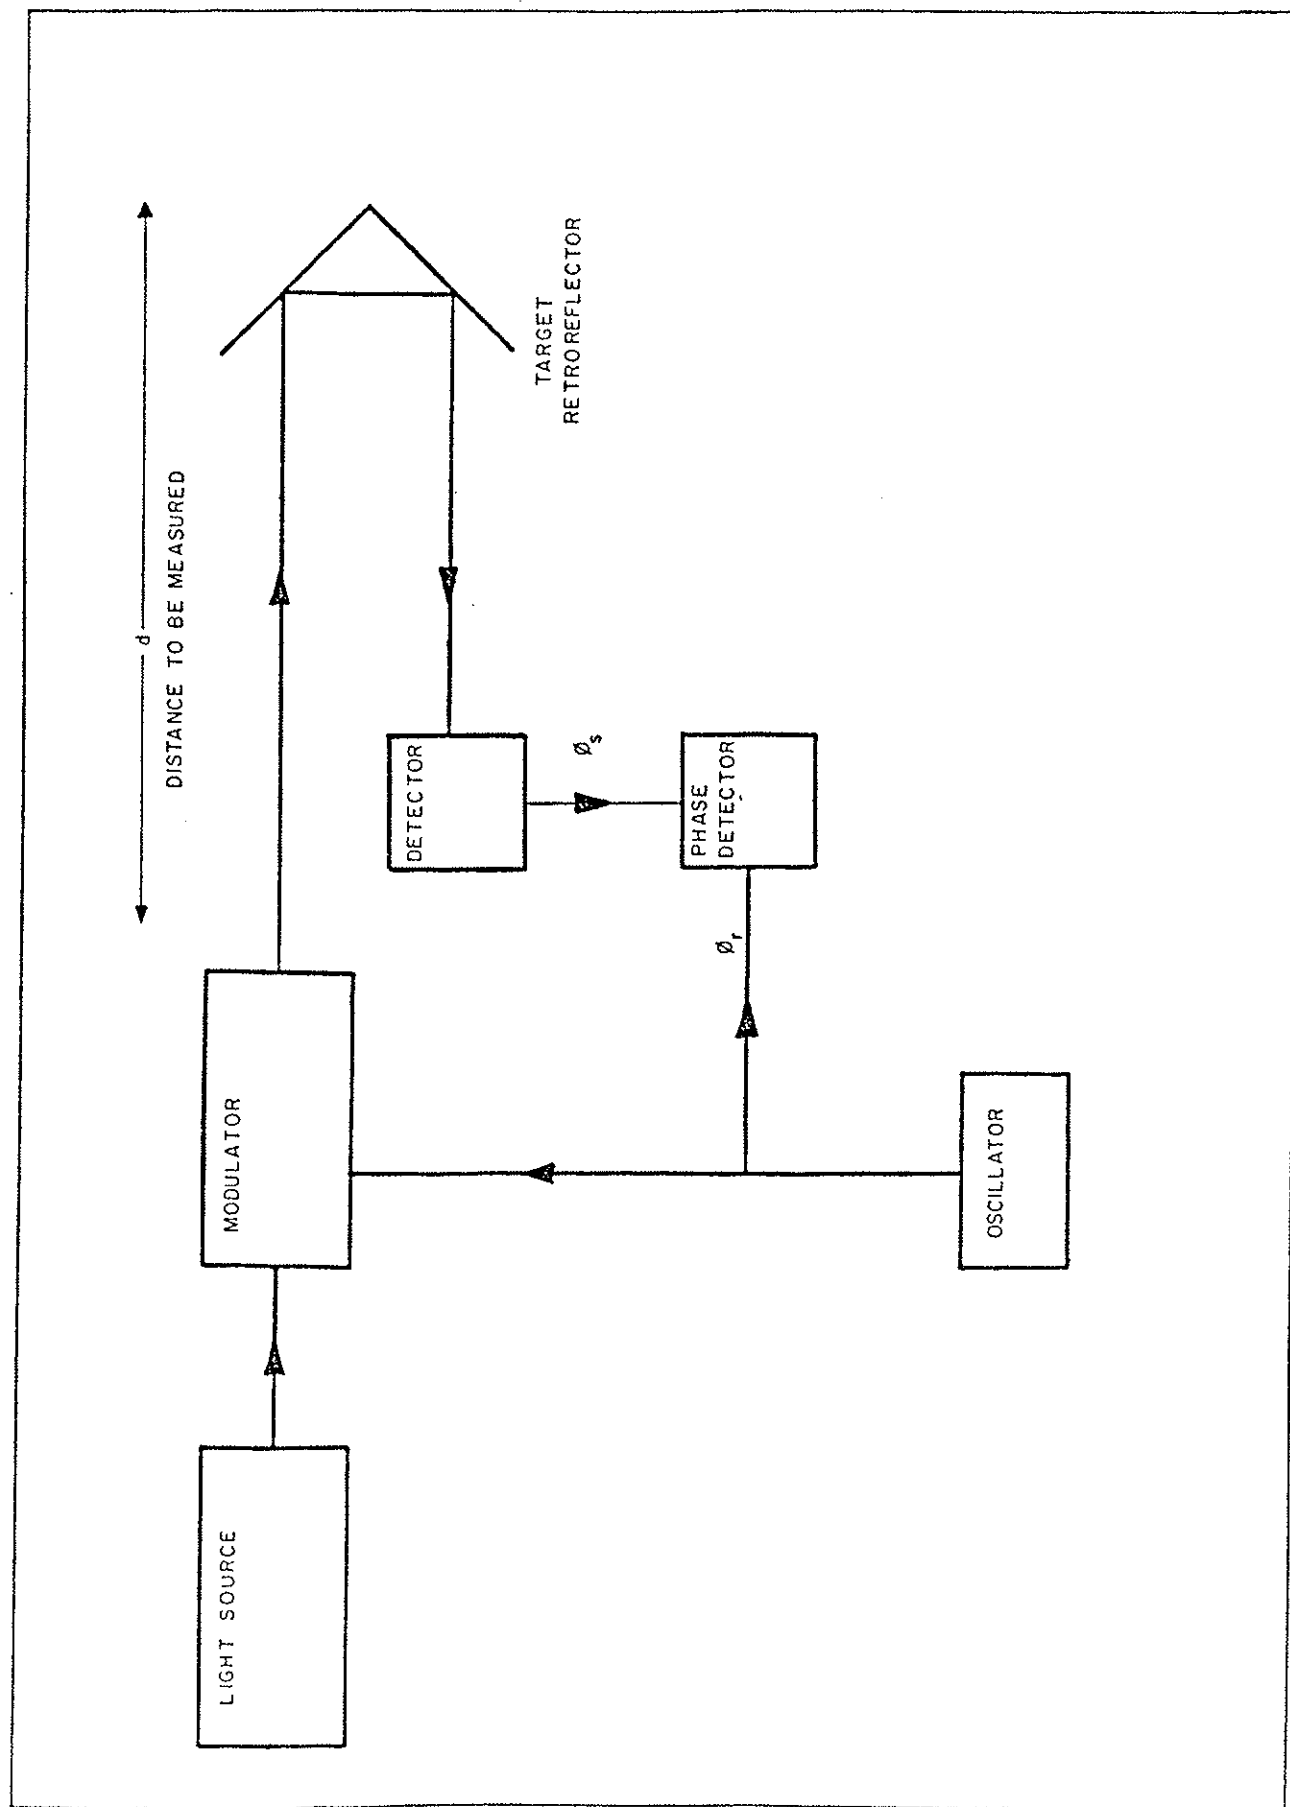 d
DISTANCE TO BE MEASURED
LIGHT SOURCE
MODULATOR
DETECTOR
TARGET
RETROREFLECTOR
Øs
PHASE
DETECTOR
Ør
OSCILLATOR